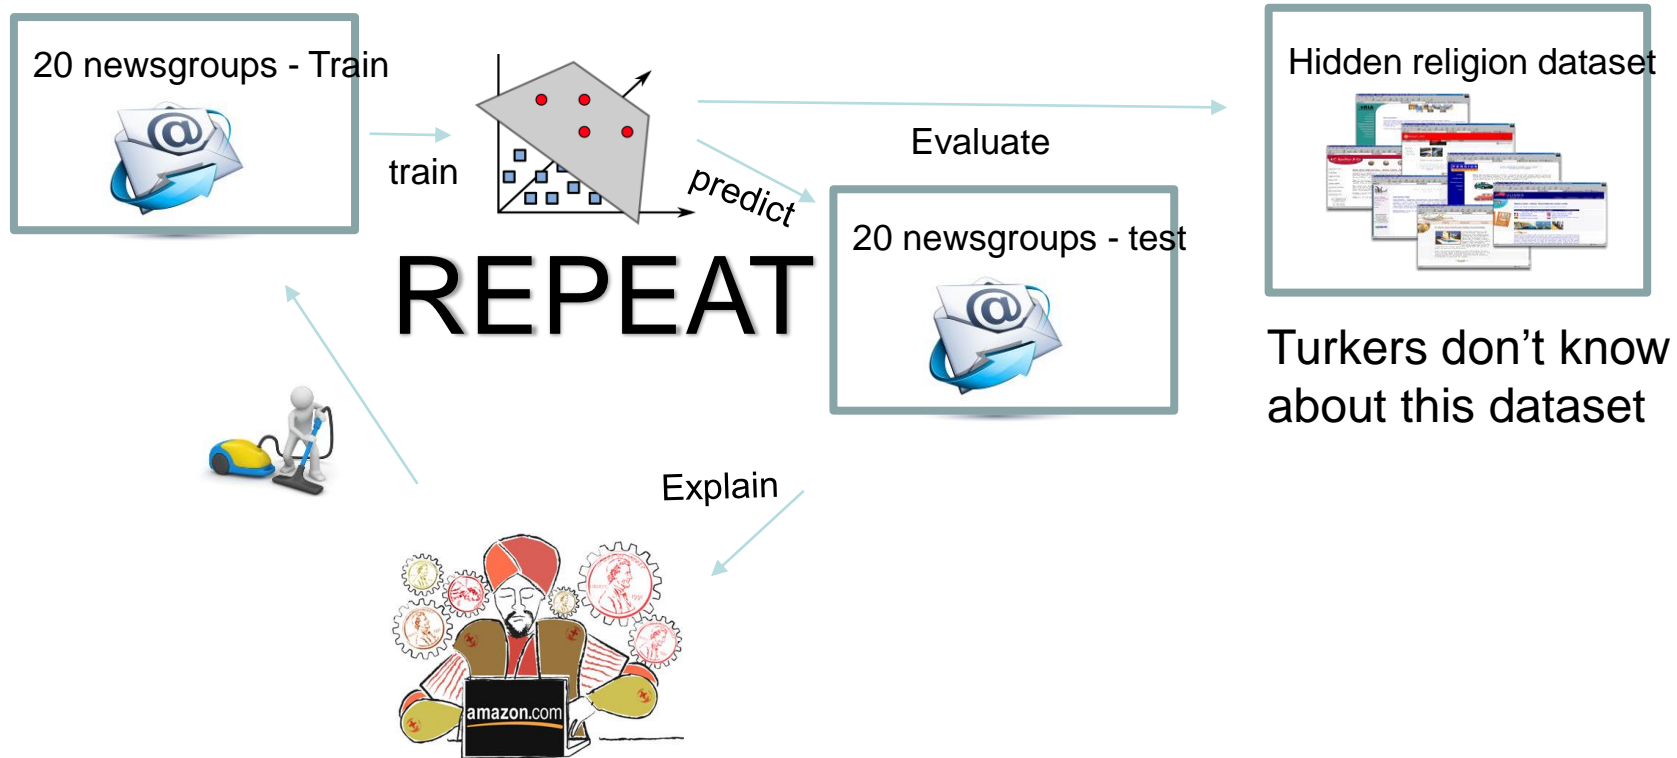 20 newsgroups - Train
train
predict
Evaluate
Hidden religion dataset
20 newsgroups - test
REPEAT
Turkers don’t know
about this dataset
Explain
amazon.com